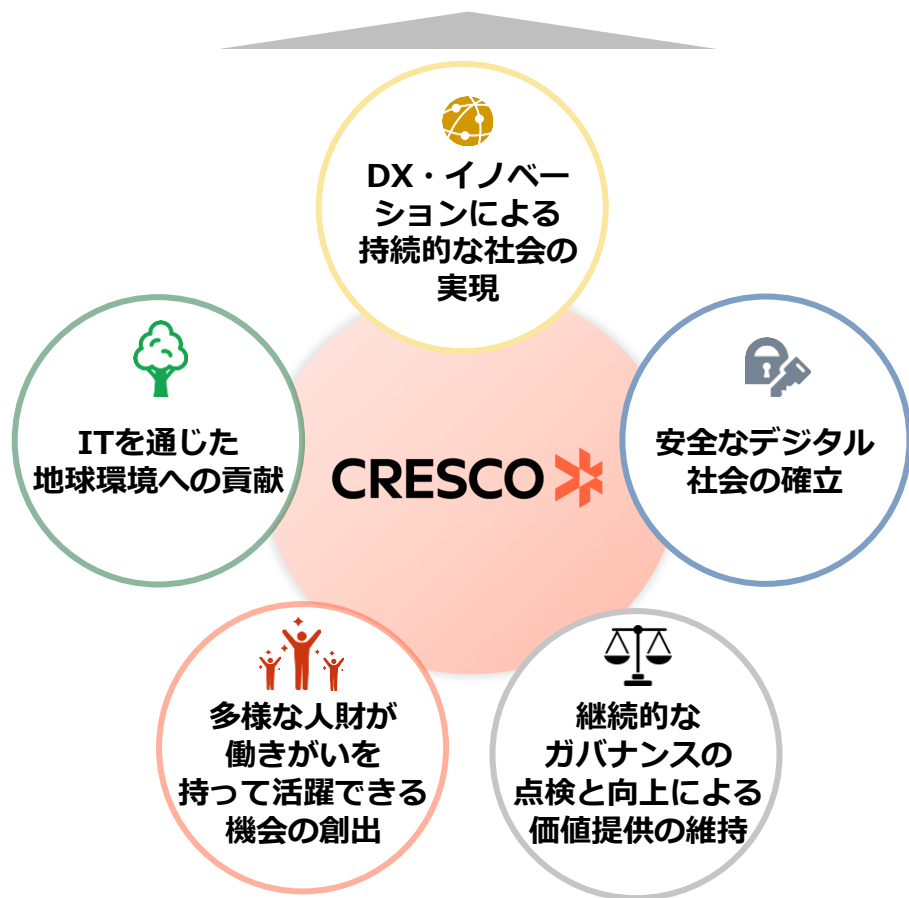 DX・イノベー
ションによる
持続的な社会の
実現
ITを通じた
地球環境への貢献
CRESCO
安全なデジタル
社会の確立
多様な人財が
働きがいを
持って活躍できる
機会の創出
継続的な
ガバナンスの
点検と向上による
価値提供の維持